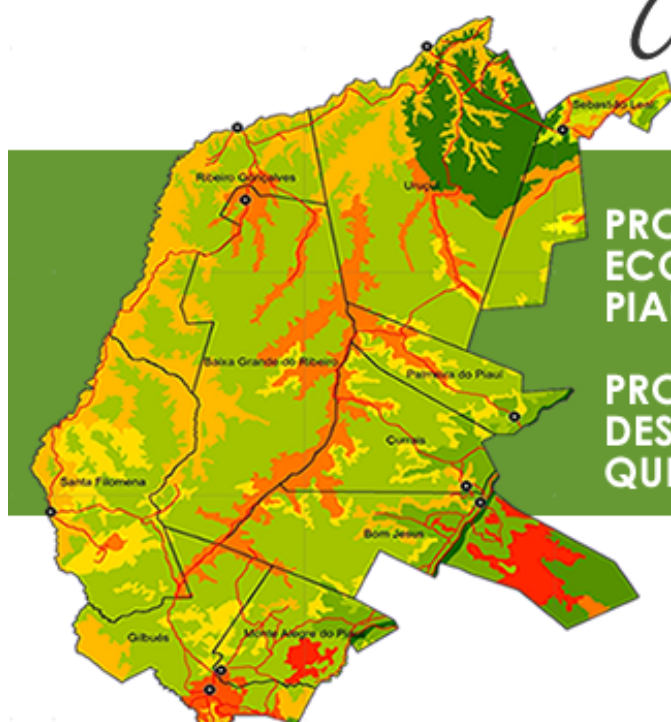 Sebastião Leal
Ribeiro Gonçalves
Uruçuí
PRO
ECO
PIA
Baixa Grande do Ribeiro
Palmeira do Piauí
PRO
DES
QUE
Currais
Santa Filomena
Bom Jesus
Gilbués
Monte Alegre do Piauí